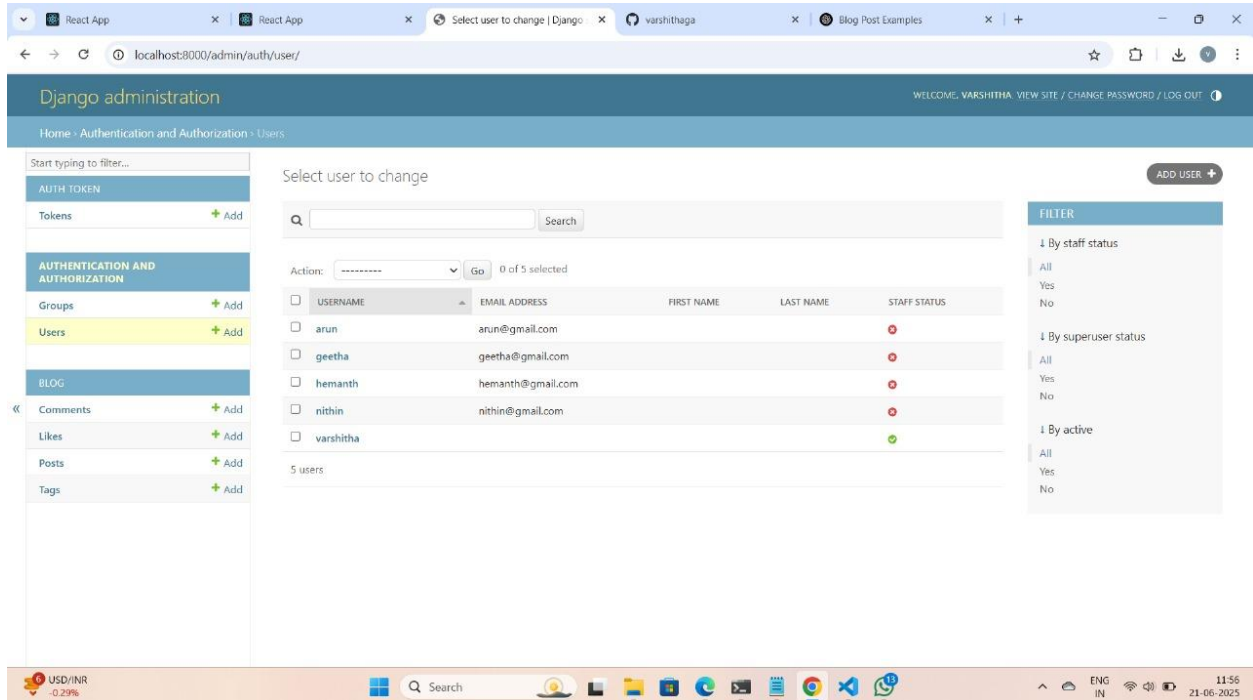 React App
React App
Select user to change | Django
varshithaga
Blog Post Examples
localhost:8000/admin/auth/user/
Django administration
WELCOME, VARSHITHA. VIEW SITE / CHANGE PASSWORD / LOG OUT
Home › Authentication and Authorization › Users
Start typing to filter...
AUTH TOKEN
Tokens + Add
AUTHENTICATION AND
AUTHORIZATION
Groups + Add
Users + Add
BLOG
Comments + Add
Likes + Add
Posts + Add
Tags + Add
Select user to change
ADD USER +
Search
Action: --------- Go 0 of 5 selected
USERNAME EMAIL ADDRESS FIRST NAME LAST NAME STAFF STATUS
arun arun@gmail.com
geetha geetha@gmail.com
hemanth hemanth@gmail.com
nithin nithin@gmail.com
varshitha
5 users
FILTER
↓ By staff status
All
Yes
No
↓ By superuser status
All
Yes
No
↓ By active
All
Yes
No
6
USD/INR
-0.29%
Search
13
ENG
IN
11:56
21-06-2025